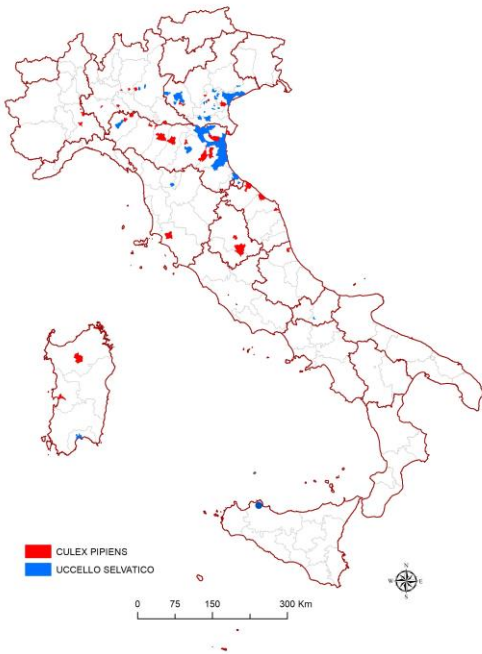 CULEX PIPIENS
UCCELLO SELVATICO
N
W E
S
0 75 150 300 Km